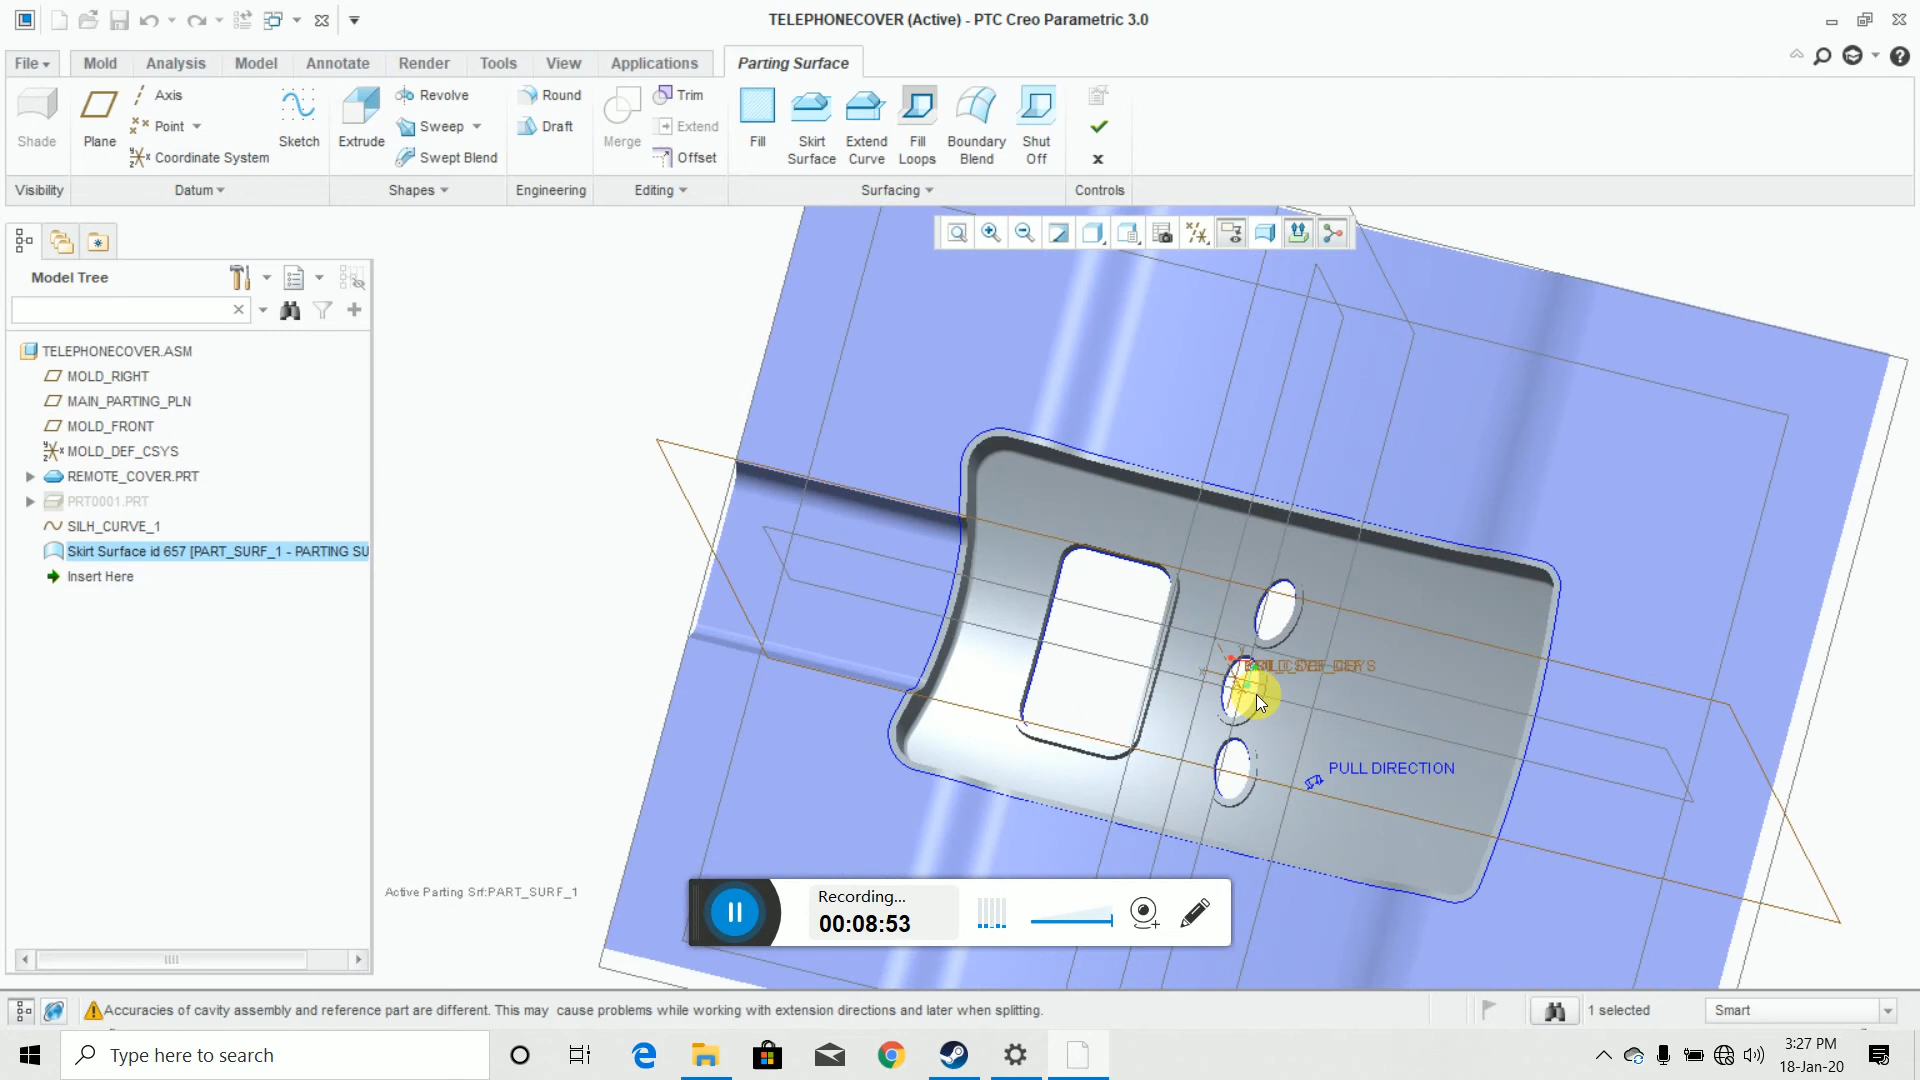 TELEPHONECOVER (Active) - PTC Creo Parametric 3.0
File
Mold
Analysis
Model
Annotate
Render
Tools
View
Applications
Parting Surface
Shade
Plane
Axis
Point
Coordinate System
Sketch
Extrude
Revolve
Sweep
Swept Blend
Round
Draft
Merge
Trim
Extend
Offset
Fill
Skirt Surface
Extend Curve
Fill Loops
Boundary Blend
Shut Off
Visibility
Datum
Shapes
Engineering
Editing
Surfacing
Controls
Model Tree
TELEPHONECOVER.ASM
MOLD_RIGHT
MAIN_PARTING_PLN
MOLD_FRONT
MOLD_DEF_CSYS
REMOTE_COVER.PRT
PRT0001.PRT
SILH_CURVE_1
Skirt Surface id 657 [PART_SURF_1 - PARTING SU
Insert Here
PULL DIRECTION
Active Parting Srf:PART_SURF_1
Recording...
00:08:53
Accuracies of cavity assembly and reference part are different. This may cause problems while working with extension directions and later when splitting.
1 selected
Smart
Type here to search
3:27 PM
18-Jan-20